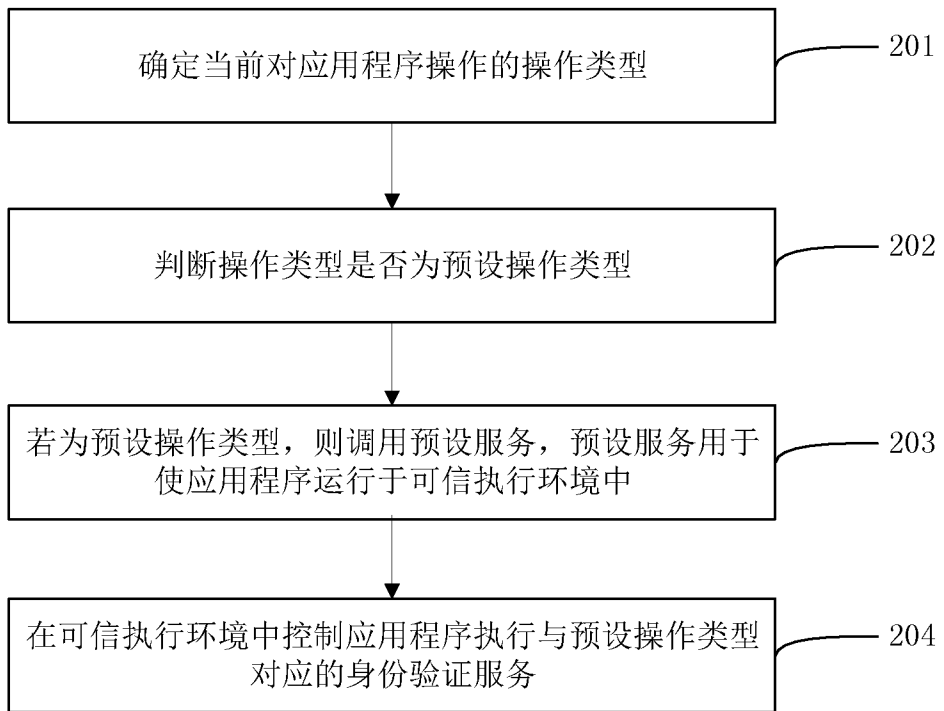 确定当前对应用程序操作的操作类型
201
判断操作类型是否为预设操作类型
202
若为预设操作类型，则调用预设服务，预设服务用于
使应用程序运行于可信执行环境中
203
在可信执行环境中控制应用程序执行与预设操作类型
对应的身份验证服务
204